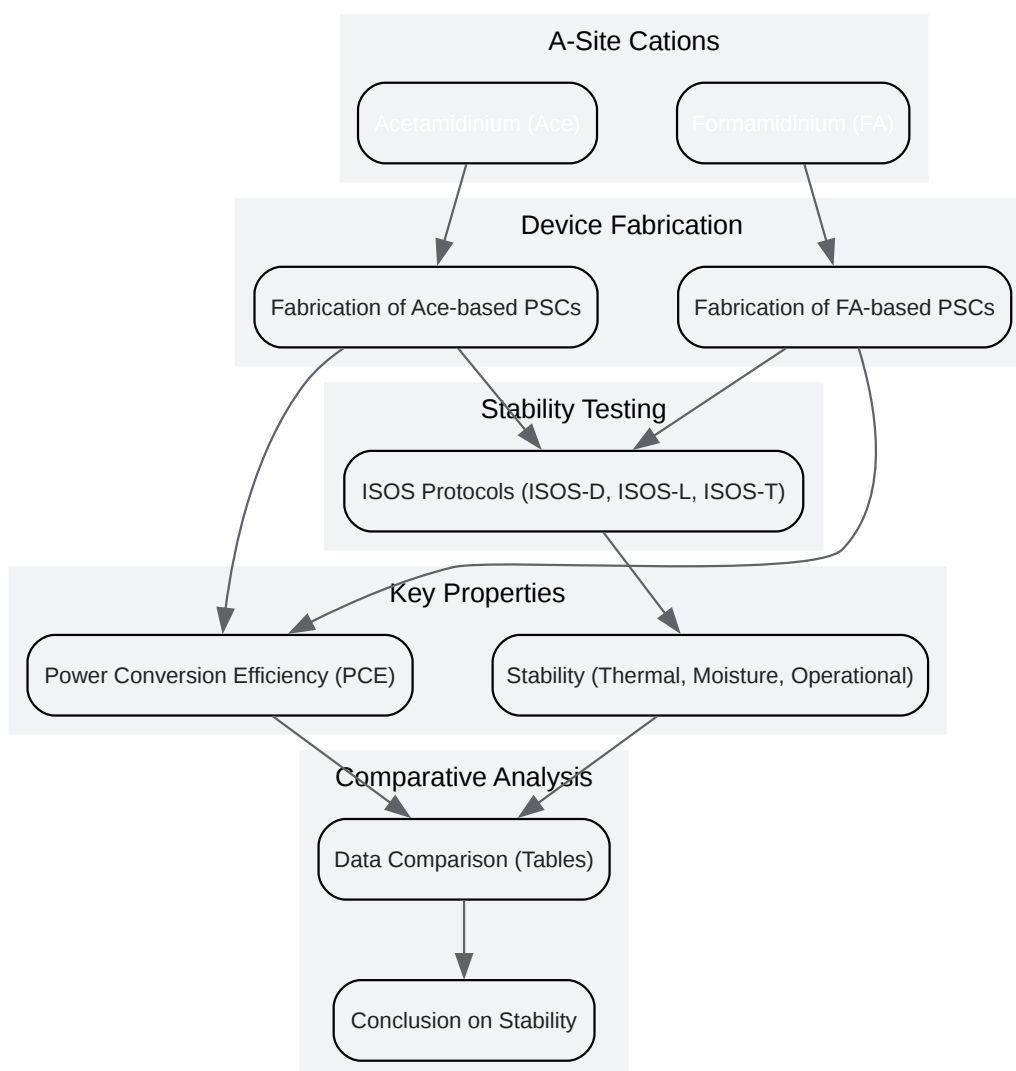 A-Site Cations
Acetamidinium (Ace)
Formamidinium (FA)
Device Fabrication
Fabrication of Ace-based PSCs
Fabrication of FA-based PSCs
Stability Testing
ISOS Protocols (ISOS-D, ISOS-L, ISOS-T)
Key Properties
Power Conversion Efficiency (PCE)
Stability (Thermal, Moisture, Operational)
Comparative Analysis
Data Comparison (Tables)
Conclusion on Stability